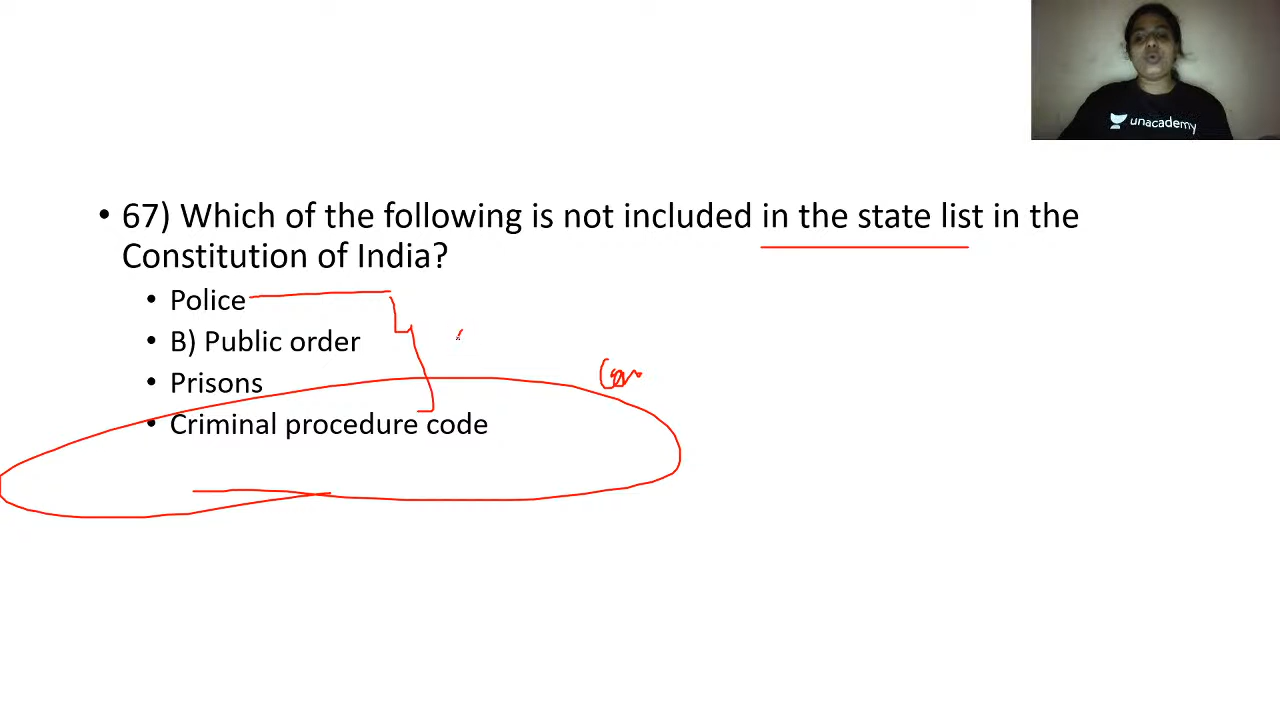 unacademy
• 67) Which of the following is not included in the state list in the
Constitution of India?
• Police
• B) Public order
• Prisons
• Criminal procedure code